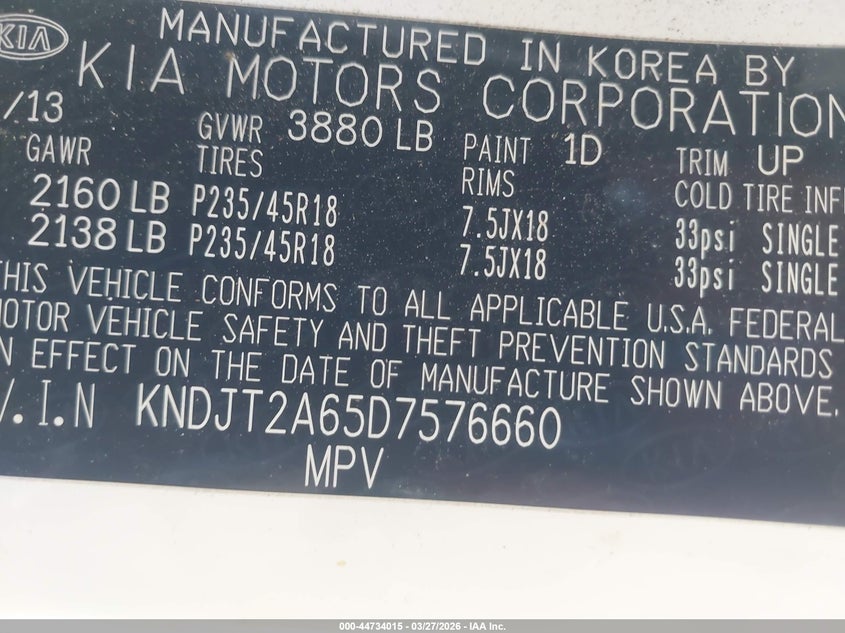 KIA
MANUFACTURED IN KOREA BY
KIA MOTORS CORPORATION
/13 GVWR 3880 LB PAINT 1D TRIM UP
GAWR TIRES RIMS COLD TIRE INF
2160 LB P235/45R18 7.5JX18 33psi SINGLE
2138 LB P235/45R18 7.5JX18 33psi SINGLE
THIS VEHICLE CONFORMS TO ALL APPLICABLE U.S.A. FEDERAL
MOTOR VEHICLE SAFETY AND THEFT PREVENTION STANDARDS
IN EFFECT ON THE DATE OF MANUFACTURE SHOWN ABOVE.
V.I.N KNDJT2A65D7576660
MPV
000-44734015 - 03/27/2026 - IAA Inc.